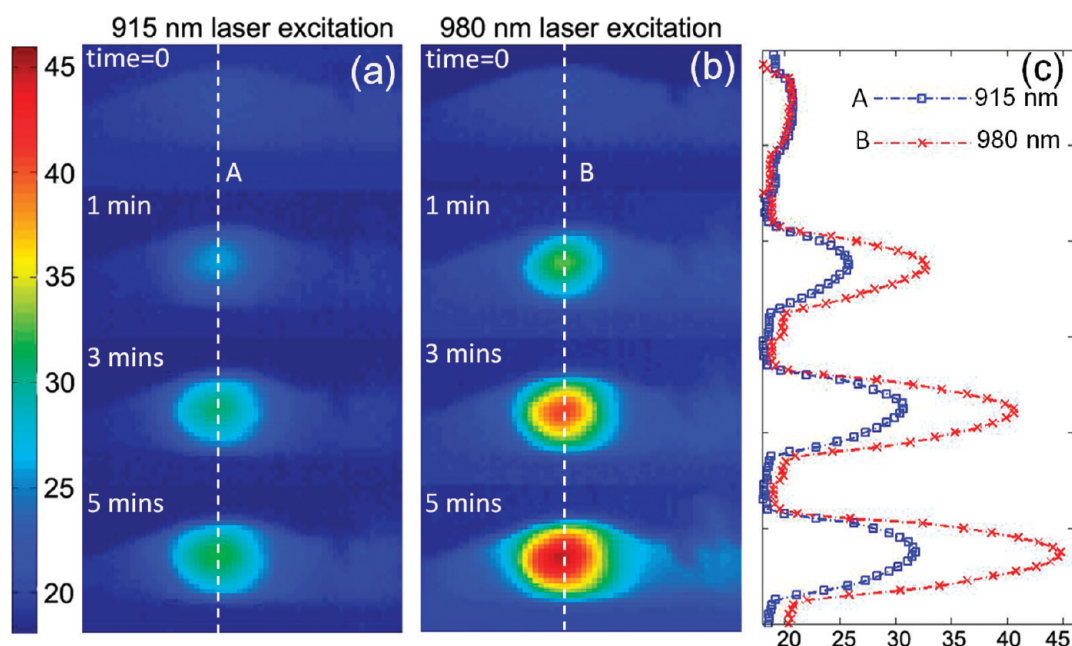 915 nm laser excitation
980 nm laser excitation
45
40
35
30
25
20
time=0
(a)
A
1 min
3 mins
5 mins
time=0
(b)
B
1 min
3 mins
5 mins
(c)
A 915 nm
B 980 nm
20 25 30 35 40 45